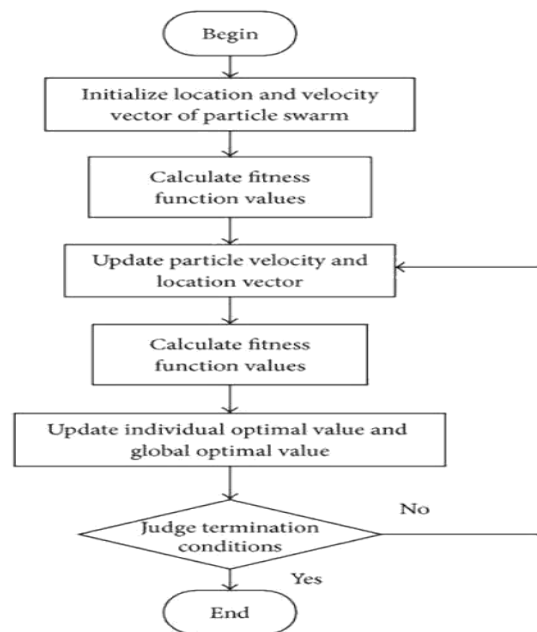 Begin
Initialize location and velocity
vector of particle swarm
Calculate fitness
function values
Update particle velocity and
location vector
Calculate fitness
function values
Update individual optimal value and
global optimal value
Judge termination
conditions
No
Yes
End